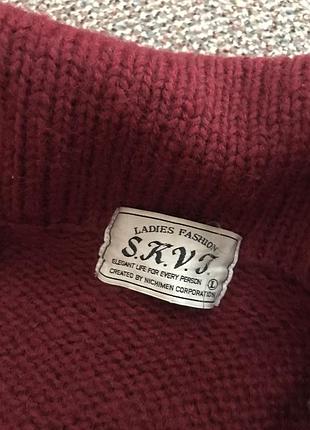 LADIES FASHION
S.K.V.I.
ELEGANT LIFE FOR EVERY PERSON
CREATED BY NICHIMEN CORPORATION L